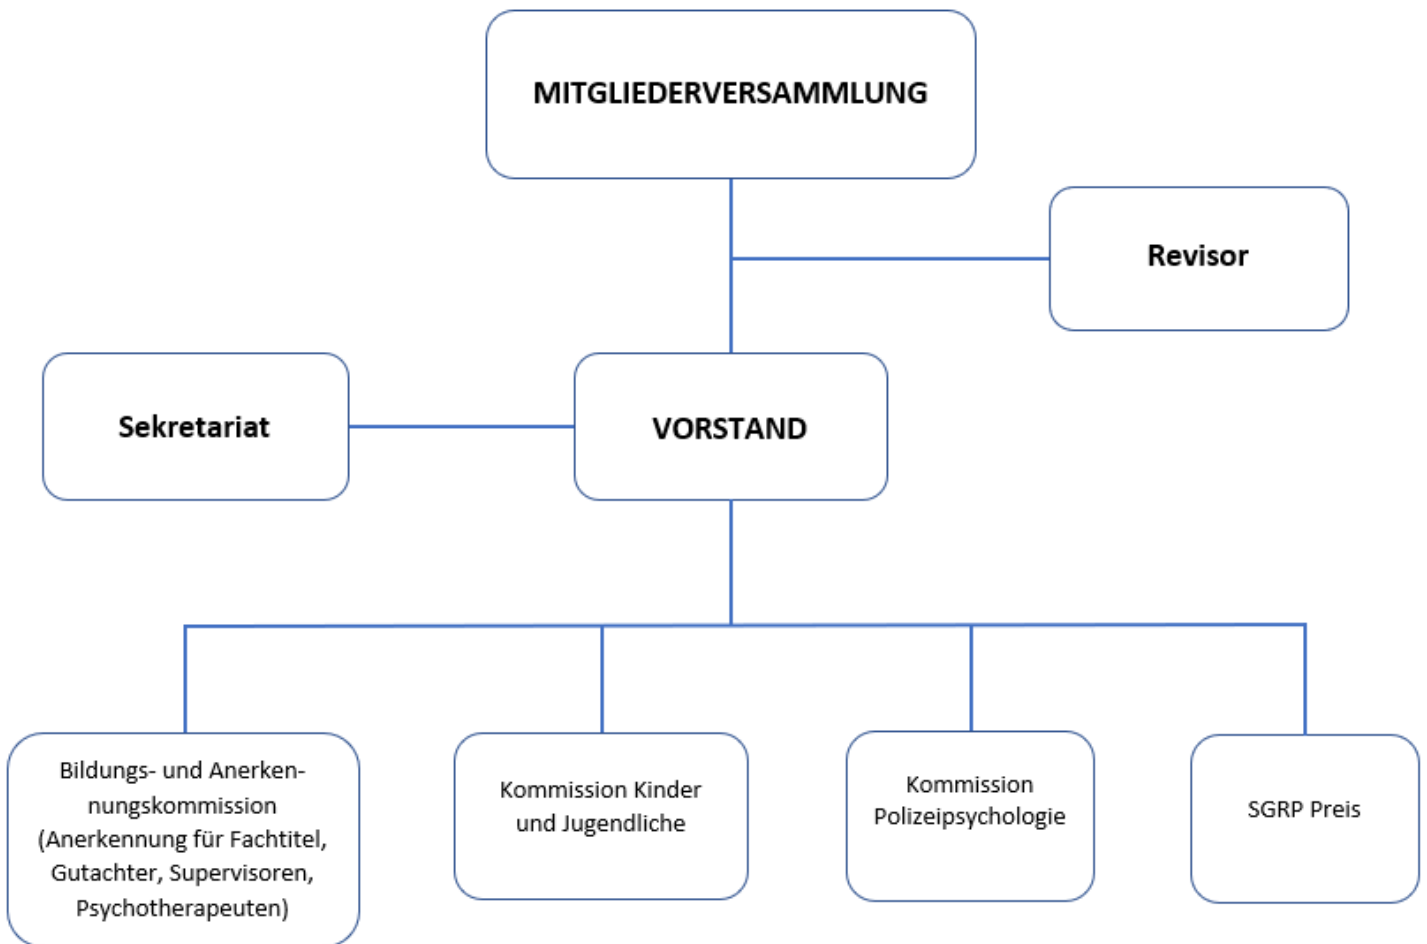 MITGLIEDERVERSAMMLUNG
Revisor
Sekretariat
VORSTAND
Bildungs- und Anerken-
nungskommission
(Anerkennung für Fachtitel,
Gutachter, Supervisoren,
Psychotherapeuten)
Kommission Kinder
und Jugendliche
Kommission
Polizeipsychologie
SGRP Preis